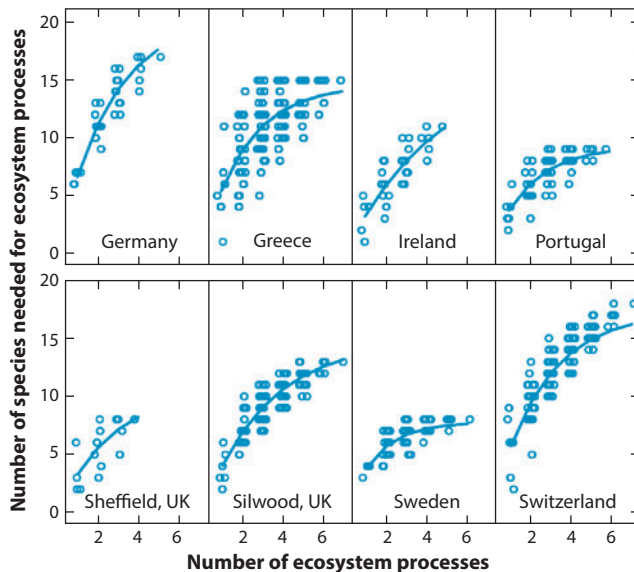 Number of species needed for ecosystem processes
20
15
10
5
0
Germany
Greece
Ireland
Portugal
20
15
10
5
0
Sheffield, UK
Silwood, UK
Sweden
Switzerland
2 4 6 2 4 6 2 4 6 2 4 6
Number of ecosystem processes